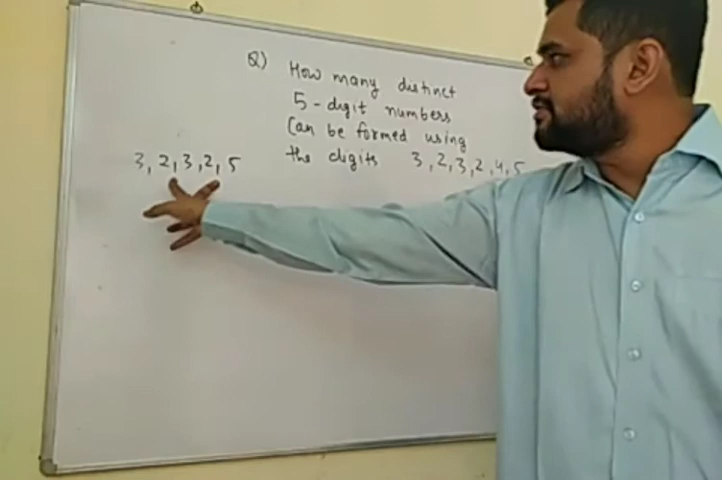 Q) How many distinct
5-digit numbers
Can be formed using
the digits 3,2,3,2,4,5
3,2,3,2,5